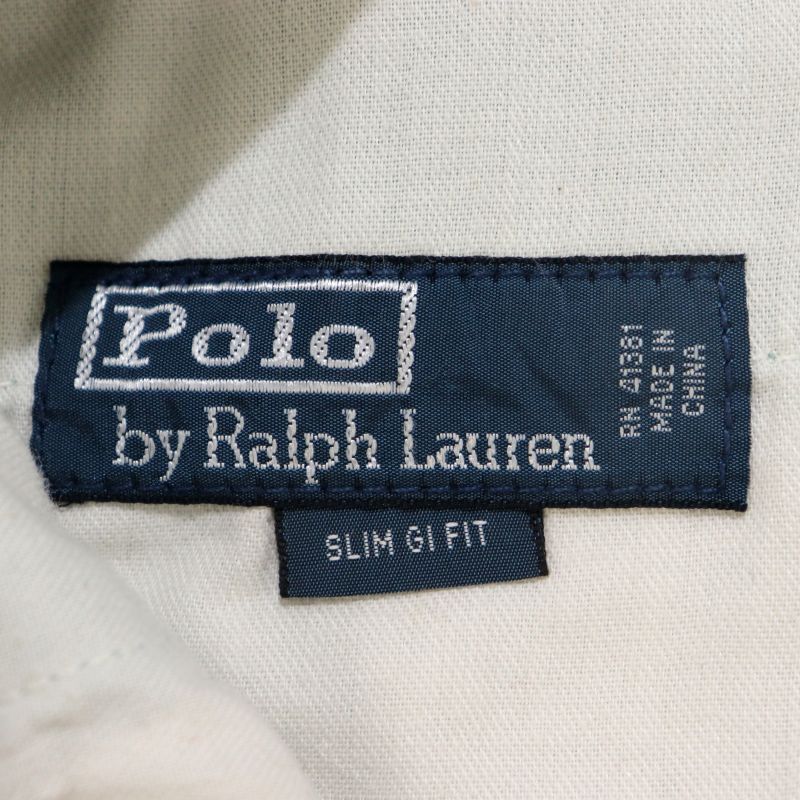 Polo
by Ralph Lauren
RN 41381
MADE IN
CHINA
SLIM GI FIT